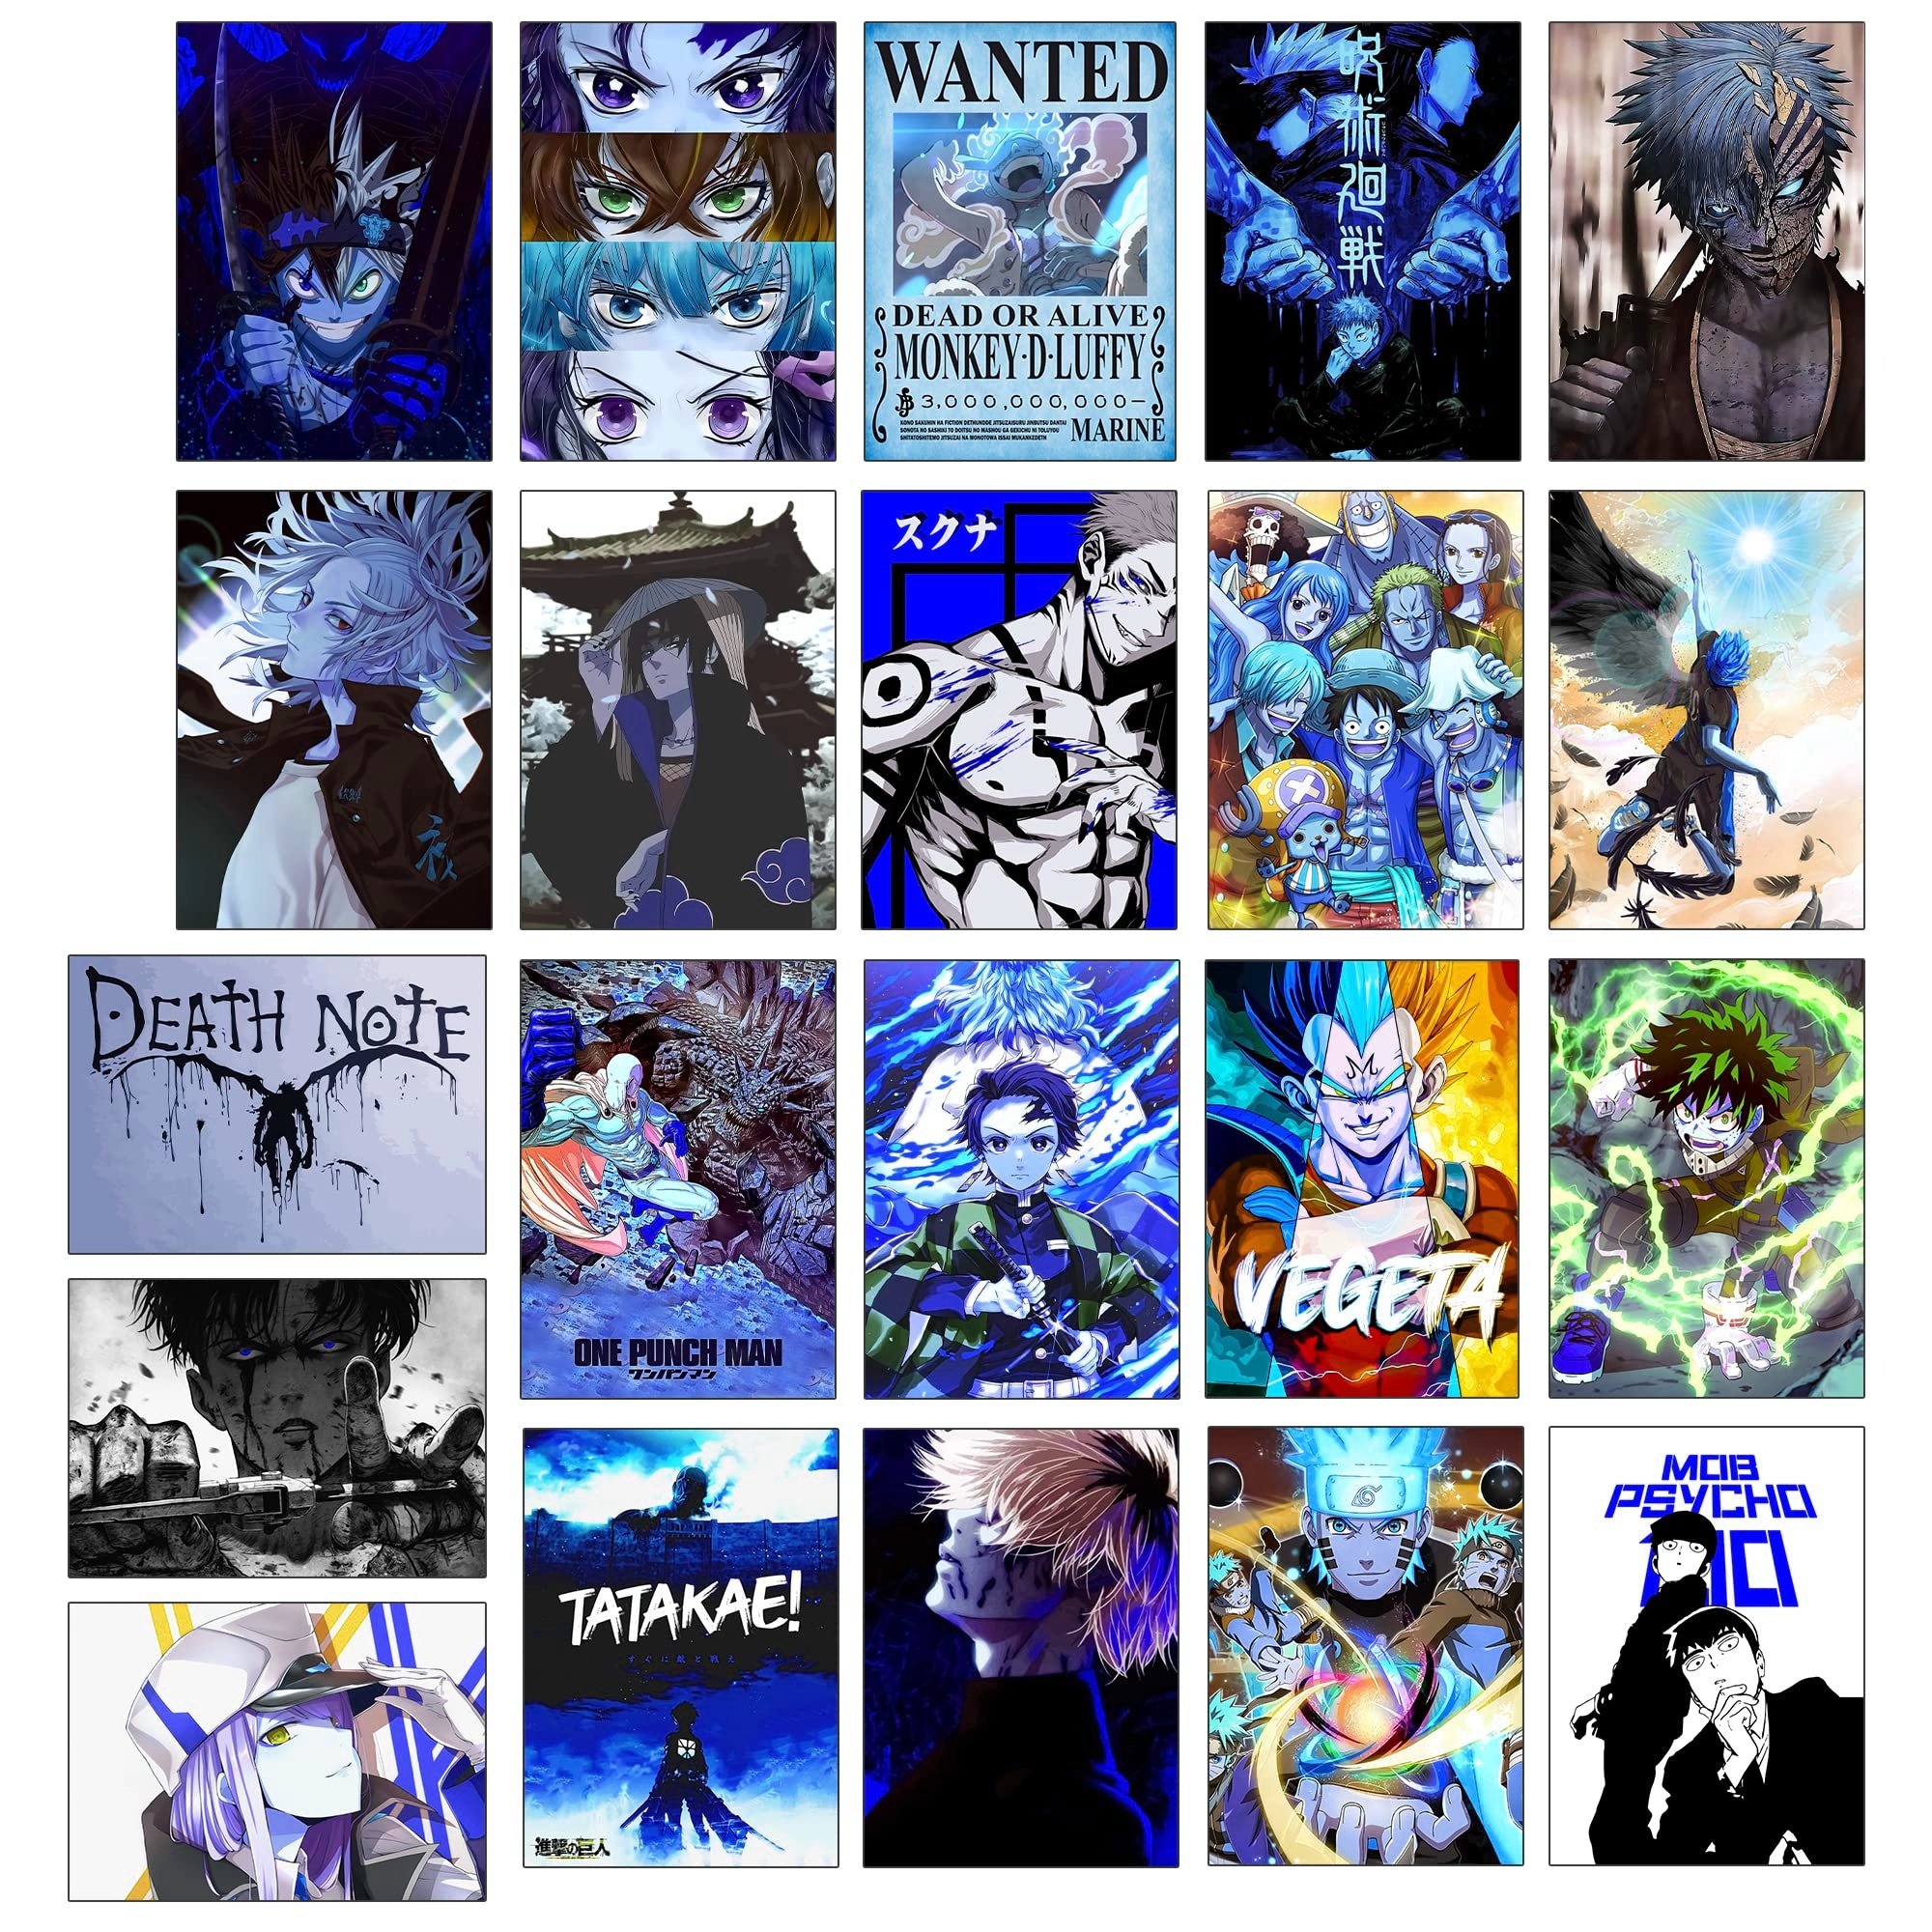 WANTED
DEAD OR ALIVE
MONKEY·D·LUFFY
3,000,000,000-
KONO SAKUHIN HA FICTION DETHUNODE JITSUZAISURU JINBUTSU DANTAI
SONOTA NO SASHIKI TO DOITSU NO MASHOU GA GEKICHU NI TOLUYOU
SHITATOSHITEMO JITSUZAI NA MONOTOWA ISSAI MUKANKEDETH
MARINE
呪術廻戦
スクナ
DEATH NOTE
ONE PUNCH MAN
ワンパンマン
VEGETA
TATAKAE!
すぐに敵と戦え
進撃の巨人
MOB
PSYCHO
100